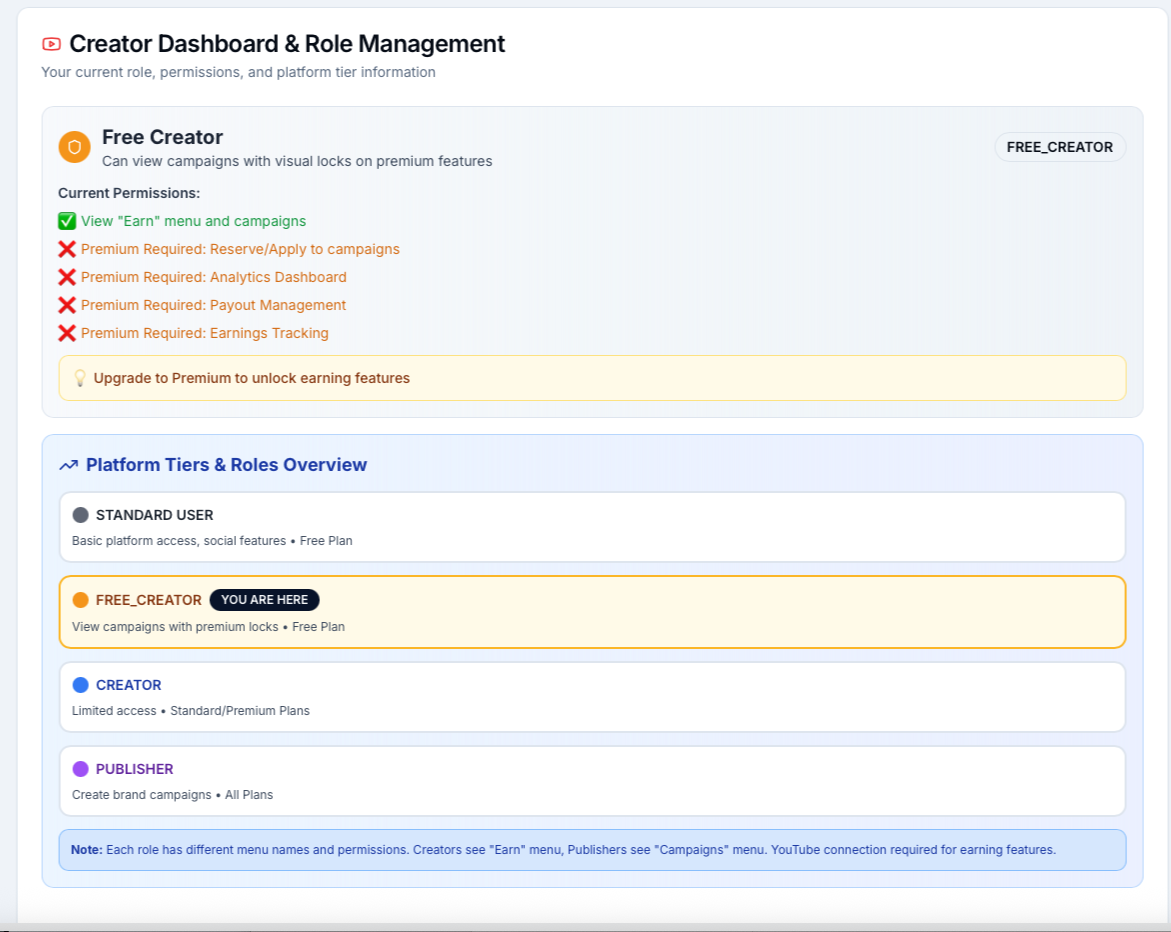 Creator Dashboard & Role Management
Your current role, permissions, and platform tier information
Free Creator
Can view campaigns with visual locks on premium features
FREE_CREATOR
Current Permissions:
✅ View "Earn" menu and campaigns
❌ Premium Required: Reserve/Apply to campaigns
❌ Premium Required: Analytics Dashboard
❌ Premium Required: Payout Management
❌ Premium Required: Earnings Tracking
💡 Upgrade to Premium to unlock earning features
Platform Tiers & Roles Overview
STANDARD USER
Basic platform access, social features • Free Plan
FREE_CREATOR YOU ARE HERE
View campaigns with premium locks • Free Plan
CREATOR
Limited access • Standard/Premium Plans
PUBLISHER
Create brand campaigns • All Plans
Note: Each role has different menu names and permissions. Creators see "Earn" menu, Publishers see "Campaigns" menu. YouTube connection required for earning features.